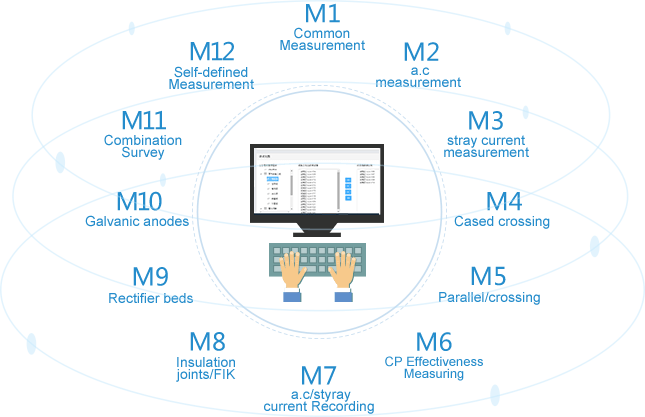 M1
Common
Measurement
M2
a.c
measurement
M3
stray current
measurement
M4
Cased crossing
M5
Parallel/crossing
M6
CP Effectiveness
Measuring
M7
a.c/styray
current Recording
M8
Insulation
joints/FIK
M9
Rectifier beds
M10
Galvanic anodes
M11
Combination
Survey
M12
Self-defined
Measurement